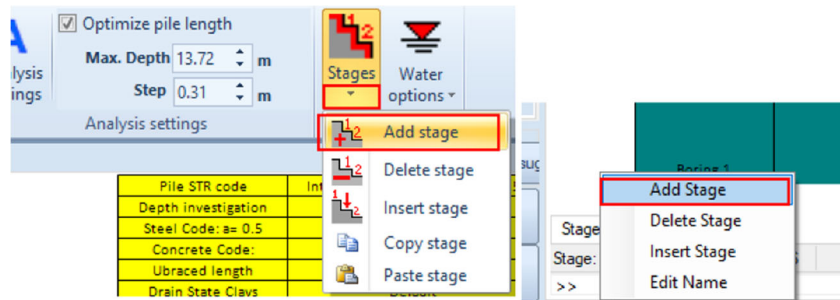 Optimize pile length
Max. Depth 13.72 m
Step 0.31 m
Analysis settings
lysis
ings
Stages
Water
options
Add stage
Delete stage
Insert stage
Copy stage
Paste stage
Pile STR code
Depth investigation
Steel Code: a= 0.5
Concrete Code:
Ubraced length
Drain State Clays
Default
Boring 1
Add Stage
Delete Stage
Insert Stage
Edit Name
Stage
Stage:
>>